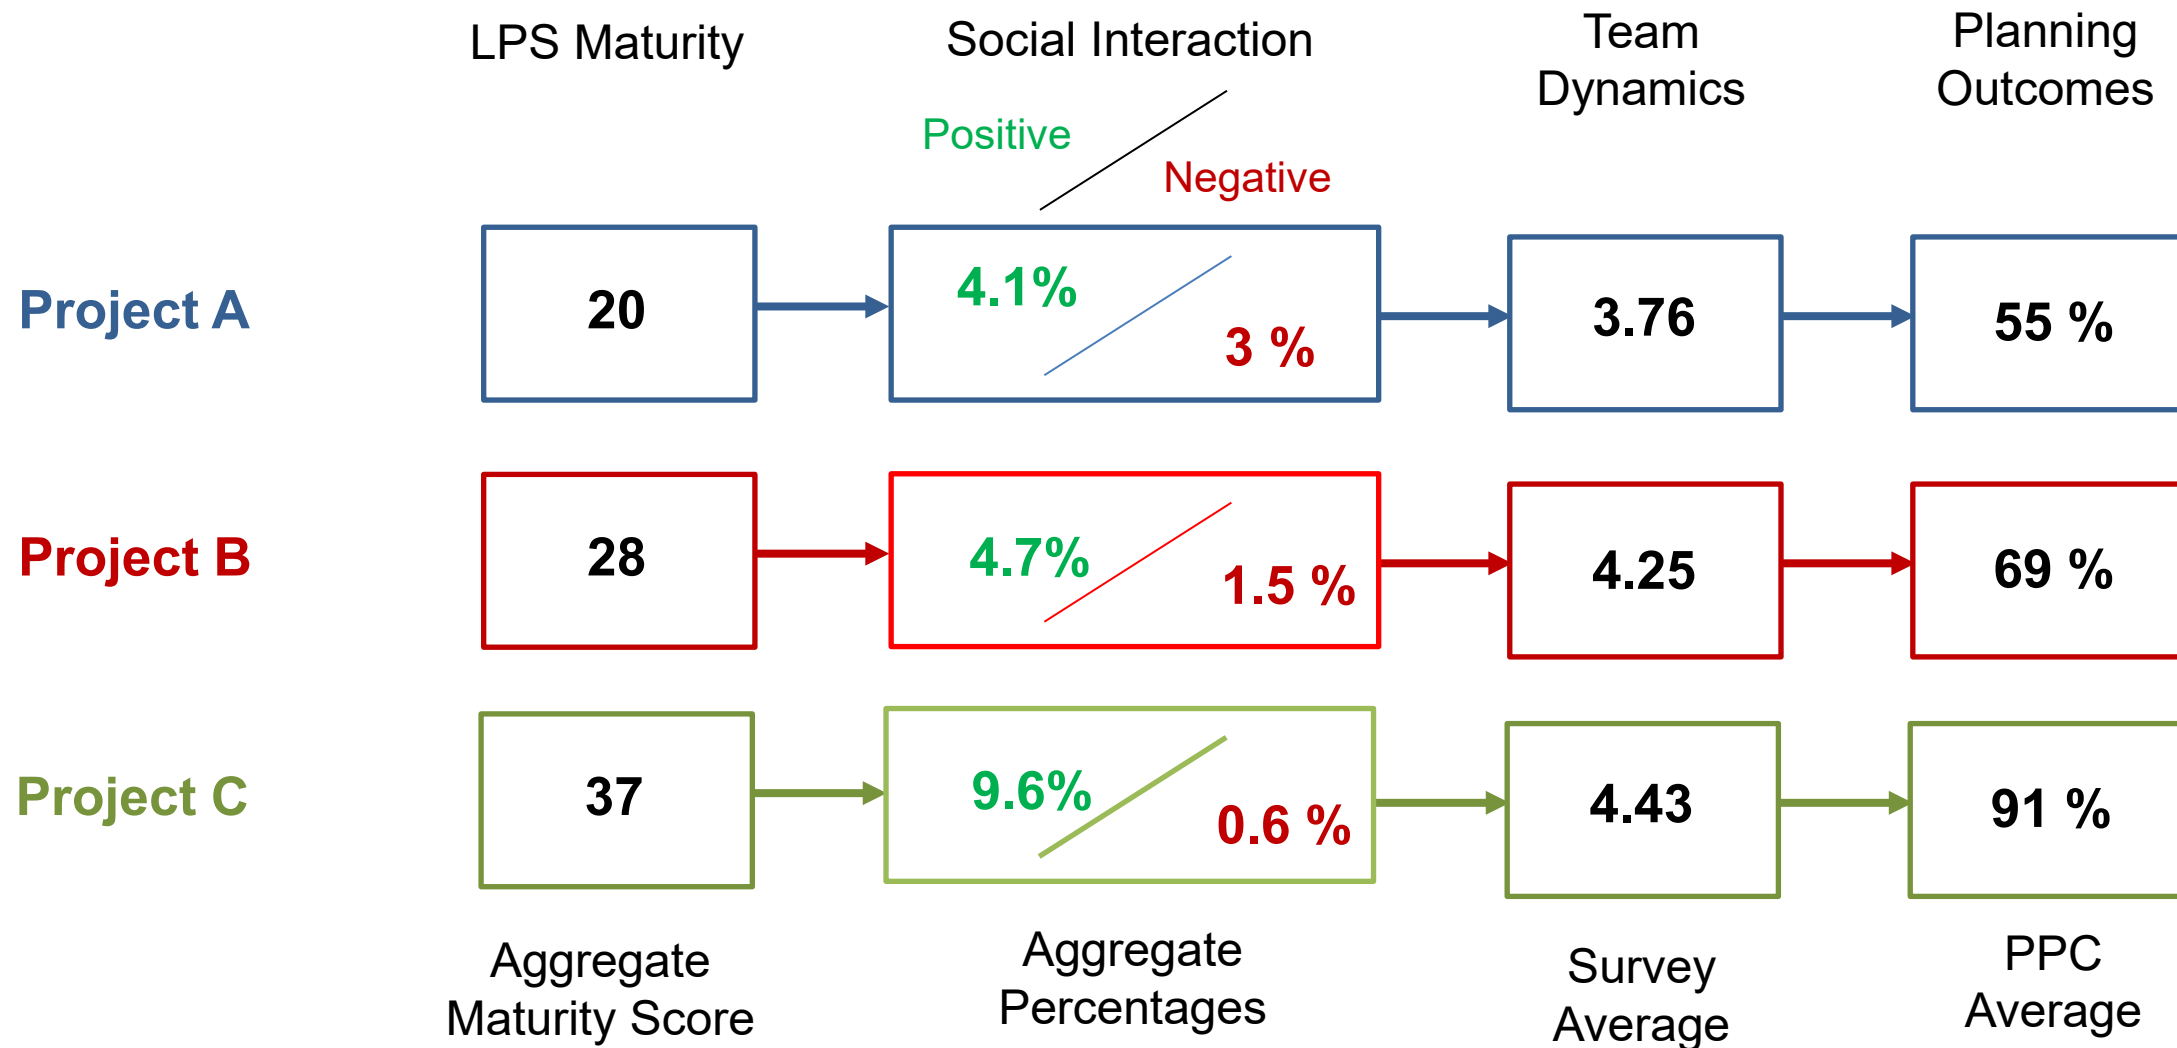 LPS Maturity
Social Interaction
Team
Dynamics
Planning
Outcomes
Positive
Negative
Project A
20
4.1%
3 %
3.76
55 %
Project B
28
4.7%
1.5 %
4.25
69 %
Project C
37
9.6%
0.6 %
4.43
91 %
Aggregate
Maturity Score
Aggregate
Percentages
Survey
Average
PPC
Average